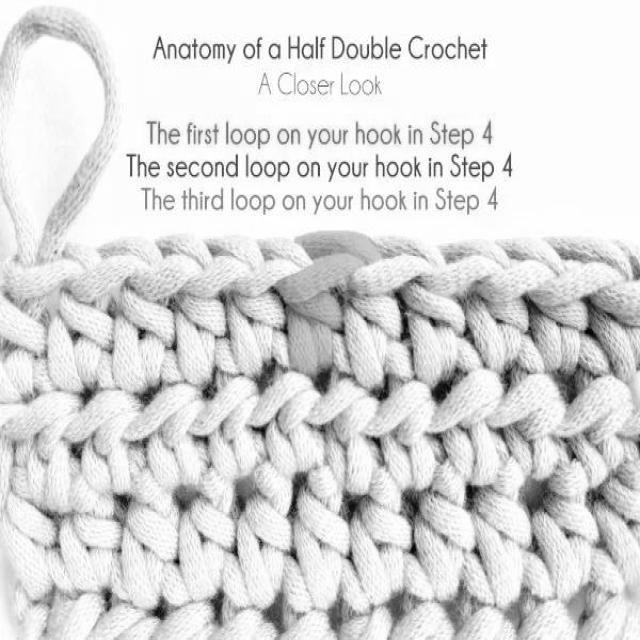 Anatomy of a Half Double Crochet
A Closer Look
The first loop on your hook in Step 4
The second loop on your hook in Step 4
The third loop on your hook in Step 4